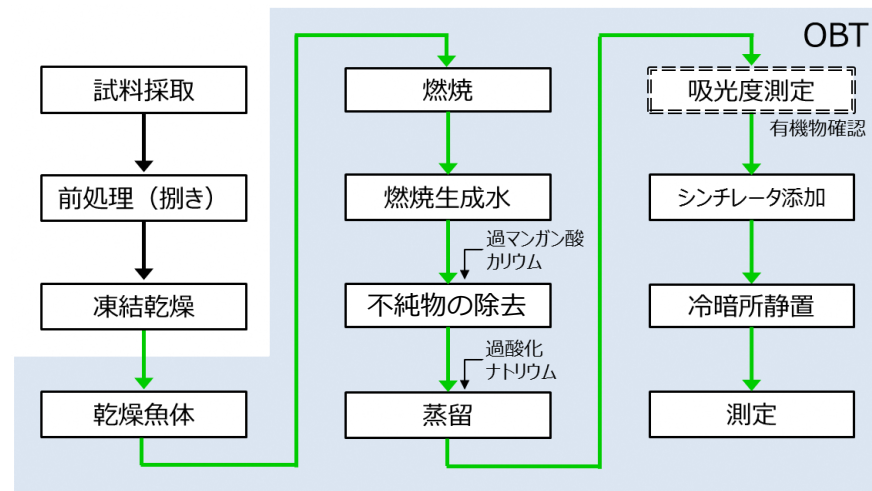 OBT
試料採取
前処理（捌き）
凍結乾燥
乾燥魚体
燃焼
燃焼生成水
過マンガン酸
カリウム
不純物の除去
過酸化
ナトリウム
蒸留
吸光度測定
有機物確認
シンチレータ添加
冷暗所静置
測定